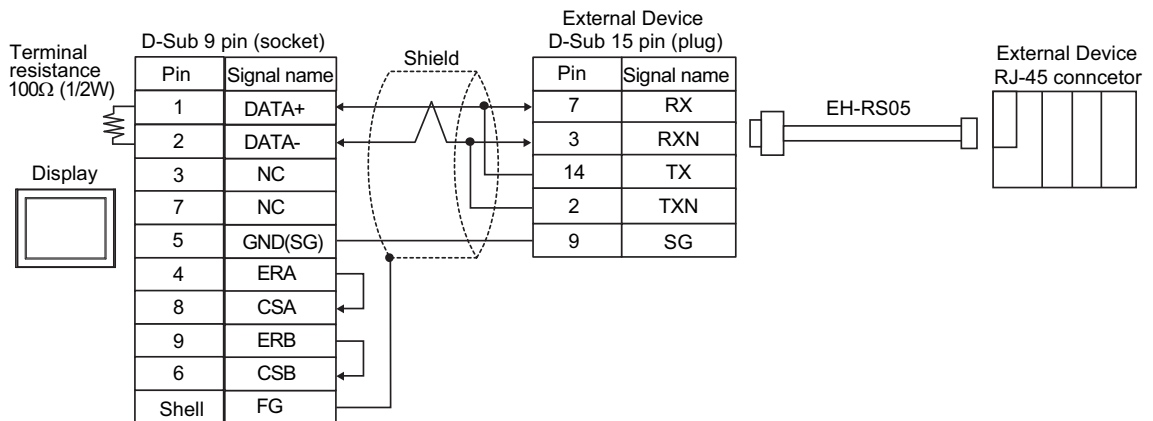 External Device
D-Sub 9 pin (socket)
D-Sub 15 pin (plug)
External Device
RJ-45 conncetor
Terminal
resistance
100Ω (1/2W)
Shield
Pin Signal name
1 DATA+
2 DATA-
3 NC
7 NC
5 GND(SG)
4 ERA
8 CSA
9 ERB
6 CSB
Shell FG
Pin Signal name
7 RX
3 RXN
14 TX
2 TXN
9 SG
EH-RS05
Display